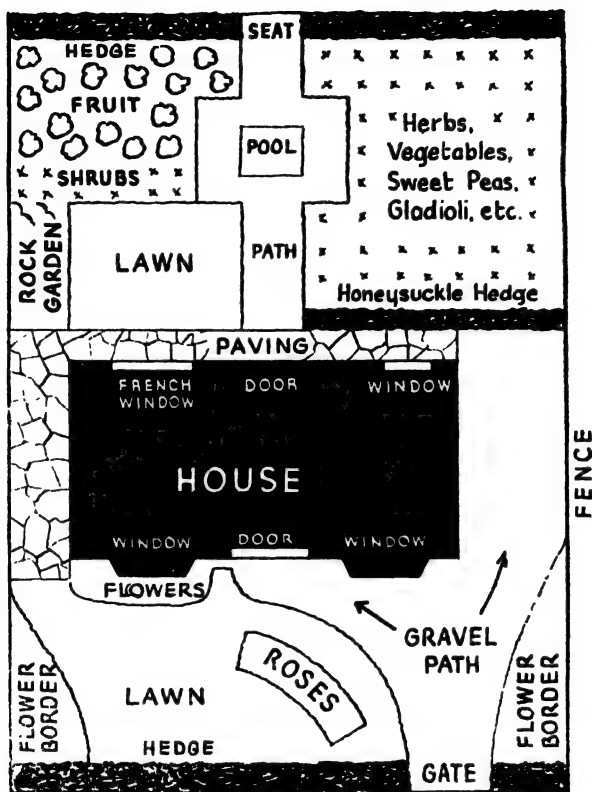 SEAT
HEDGE
FRUIT
POOL
Herbs,
Vegetables,
Sweet Peas,
Gladioli, etc.
SHRUBS
ROCK
GARDEN
LAWN
PATH
Honeysuckle Hedge
PAVING
FRENCH
WINDOW
DOOR
WINDOW
HOUSE
FENCE
WINDOW
DOOR
WINDOW
FLOWERS
GRAVEL
PATH
ROSES
LAWN
FLOWER
BORDER
FLOWER
BORDER
HEDGE
GATE